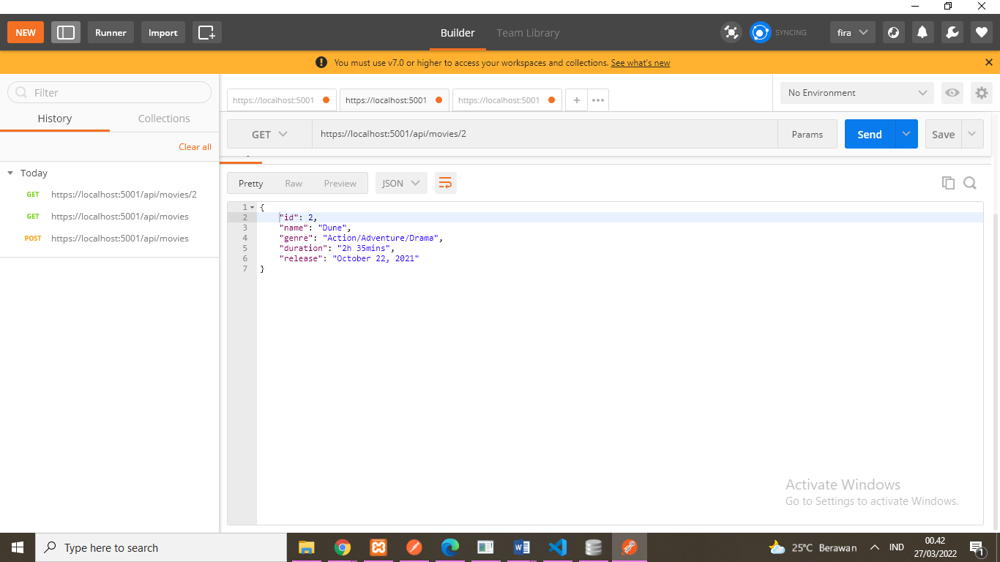 NEW
Runner
Import
Builder
Team Library
SYNCING
fira
You must use v7.0 or higher to access your workspaces and collections. See what's new
Filter
History
Collections
Clear all
Today
GET https://localhost:5001/api/movies/2
GET https://localhost:5001/api/movies
POST https://localhost:5001/api/movies
https://localhost:5001
https://localhost:5001
https://localhost:5001
No Environment
GET
https://localhost:5001/api/movies/2
Params
Send
Save
Pretty
Raw
Preview
JSON
1 {
2 "id": 2,
3 "name": "Dune",
4 "genre": "Action/Adventure/Drama",
5 "duration": "2h 35mins",
6 "release": "October 22, 2021"
7 }
Activate Windows
Go to Settings to activate Windows.
Type here to search
25°C Berawan
IND
00.42
27/03/2022
1